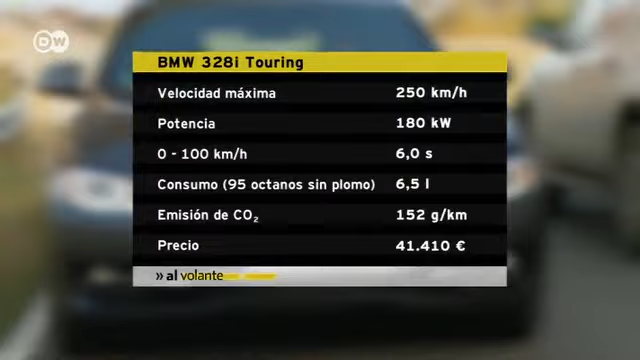 DW
BMW 328i Touring
Velocidad máxima 250 km/h
Potencia 180 kW
0 - 100 km/h 6,0 s
Consumo (95 octanos sin plomo) 6,5 l
Emisión de CO₂ 152 g/km
Precio 41.410 €
» al volante